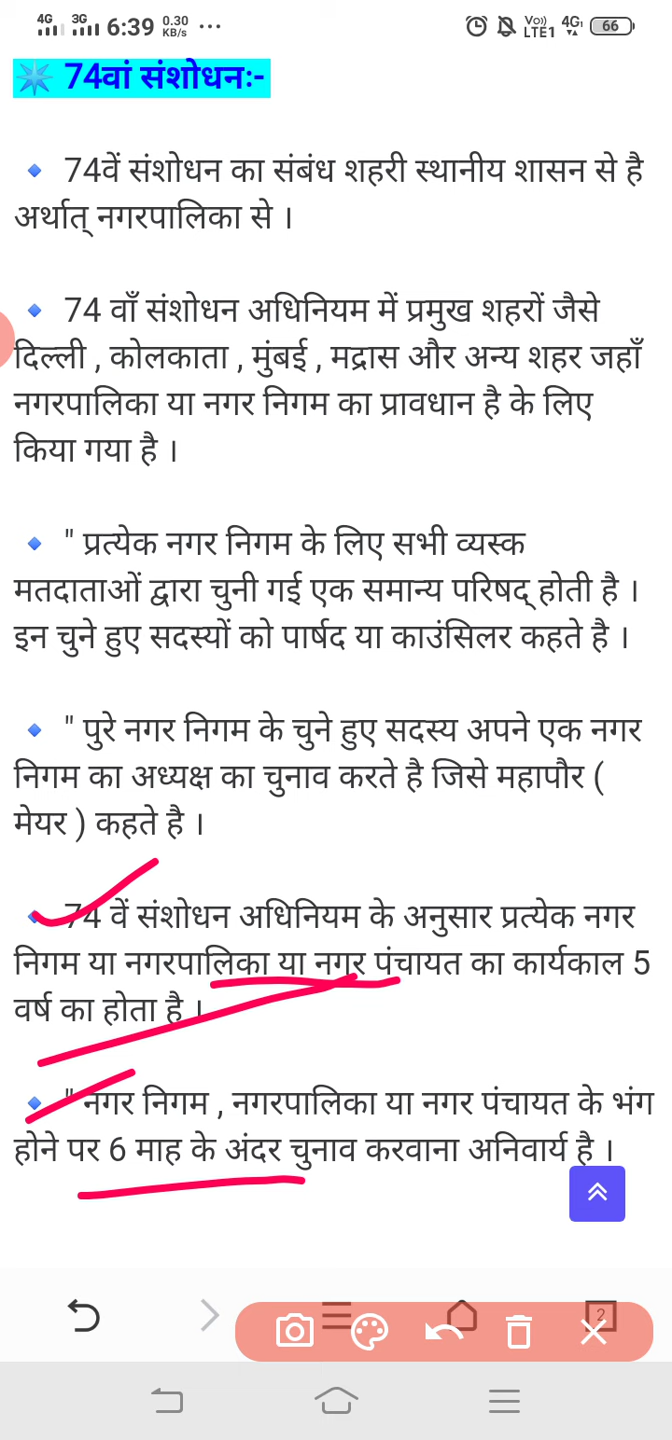 4G 3G 6:39 0.30 KB/s ... Vo)) LTE1 4G 66
74वां संशोधनः-
74वें संशोधन का संबंध शहरी स्थानीय शासन से है
अर्थात् नगरपालिका से ।
74 वाँ संशोधन अधिनियम में प्रमुख शहरों जैसे
दिल्ली , कोलकाता , मुंबई , मद्रास और अन्य शहर जहाँ
नगरपालिका या नगर निगम का प्रावधान है के लिए
किया गया है ।
" प्रत्येक नगर निगम के लिए सभी व्यस्क
मतदाताओं द्वारा चुनी गई एक समान्य परिषद् होती है ।
इन चुने हुए सदस्यों को पार्षद या काउंसिलर कहते है ।
" पुरे नगर निगम के चुने हुए सदस्य अपने एक नगर
निगम का अध्यक्ष का चुनाव करते है जिसे महापौर (
मेयर ) कहते है ।
74 वें संशोधन अधिनियम के अनुसार प्रत्येक नगर
निगम या नगरपालिका या नगर पंचायत का कार्यकाल 5
वर्ष का होता है ।
" नगर निगम , नगरपालिका या नगर पंचायत के भंग
होने पर 6 माह के अंदर चुनाव करवाना अनिवार्य है ।
2